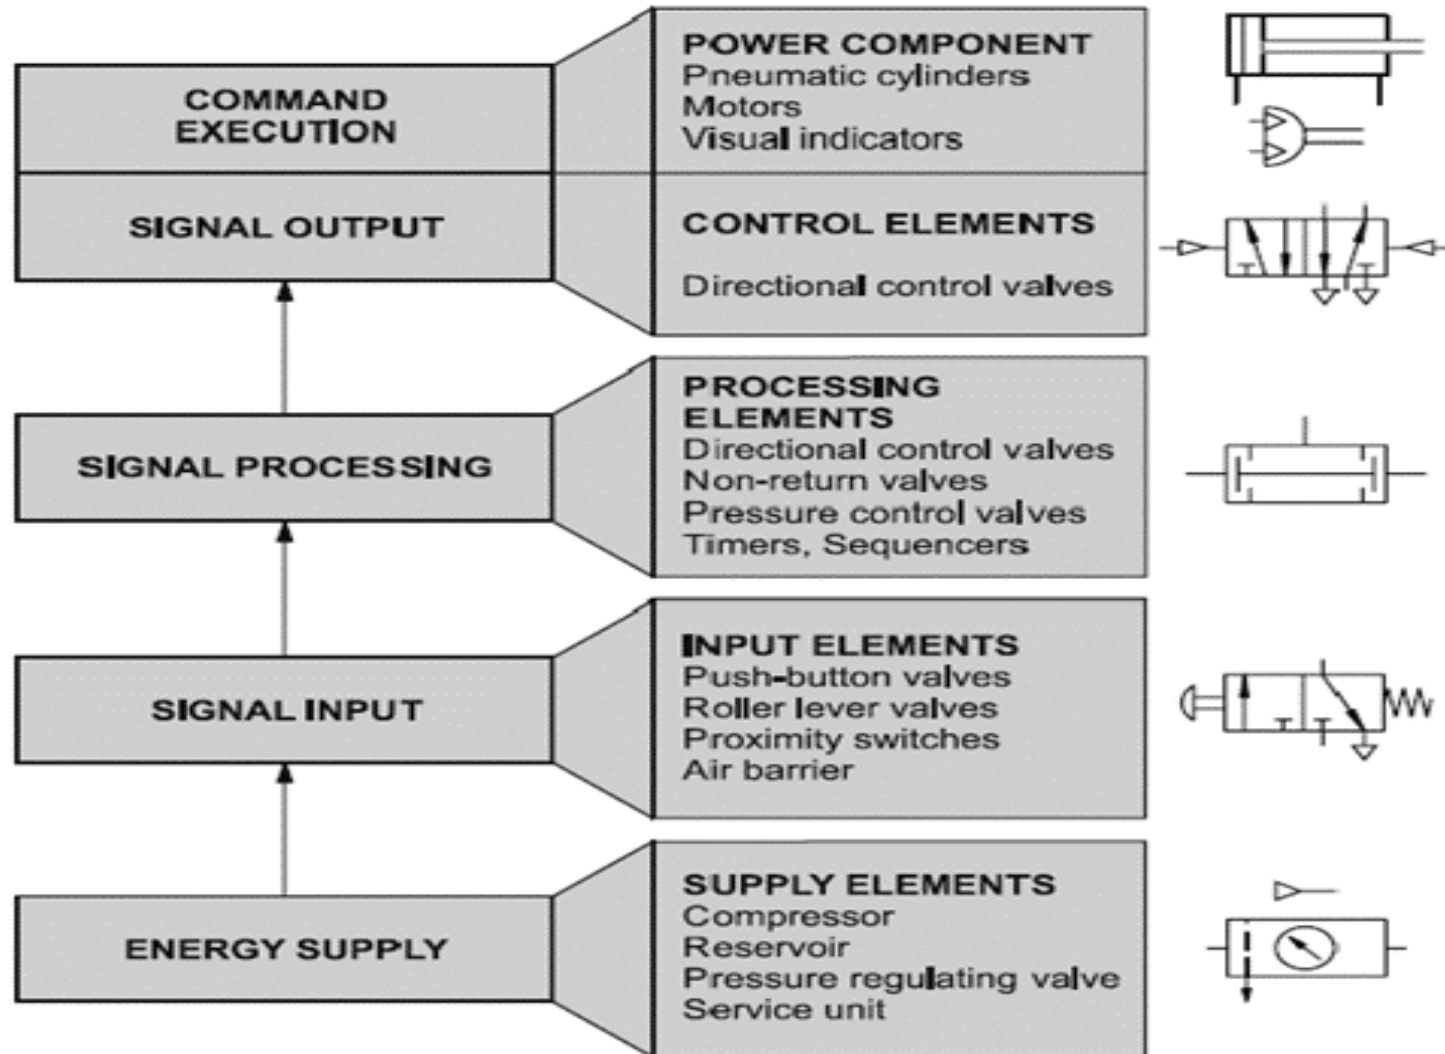 COMMAND
EXECUTION
POWER COMPONENT
Pneumatic cylinders
Motors
Visual indicators
SIGNAL OUTPUT
CONTROL ELEMENTS
Directional control valves
SIGNAL PROCESSING
PROCESSING
ELEMENTS
Directional control valves
Non-return valves
Pressure control valves
Timers, Sequencers
SIGNAL INPUT
INPUT ELEMENTS
Push-button valves
Roller lever valves
Proximity switches
Air barrier
ENERGY SUPPLY
SUPPLY ELEMENTS
Compressor
Reservoir
Pressure regulating valve
Service unit